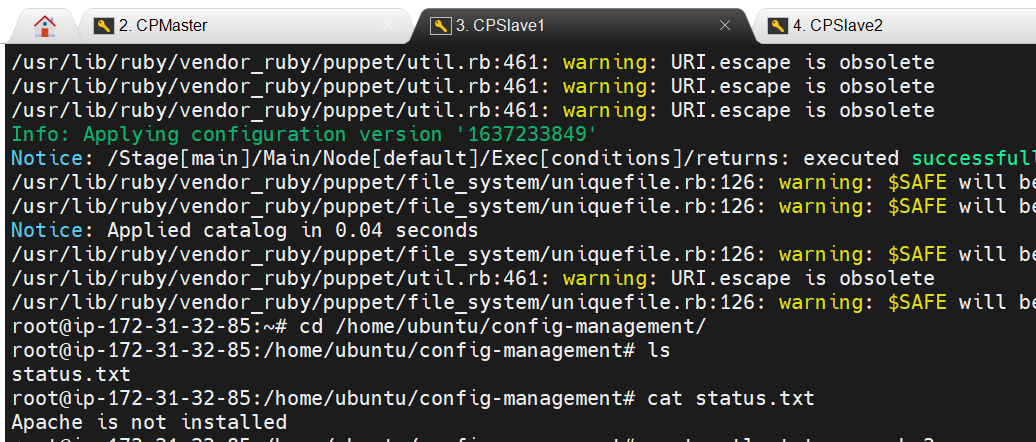 2. CPMaster
3. CPSlave1
4. CPSlave2
/usr/lib/ruby/vendor_ruby/puppet/util.rb:461: warning: URI.escape is obsolete
/usr/lib/ruby/vendor_ruby/puppet/util.rb:461: warning: URI.escape is obsolete
/usr/lib/ruby/vendor_ruby/puppet/util.rb:461: warning: URI.escape is obsolete
Info: Applying configuration version '1637233849'
Notice: /Stage[main]/Main/Node[default]/Exec[conditions]/returns: executed successfull
/usr/lib/ruby/vendor_ruby/puppet/file_system/uniquefile.rb:126: warning: $SAFE will be
/usr/lib/ruby/vendor_ruby/puppet/file_system/uniquefile.rb:126: warning: $SAFE will be
Notice: Applied catalog in 0.04 seconds
/usr/lib/ruby/vendor_ruby/puppet/file_system/uniquefile.rb:126: warning: $SAFE will be
/usr/lib/ruby/vendor_ruby/puppet/util.rb:461: warning: URI.escape is obsolete
/usr/lib/ruby/vendor_ruby/puppet/file_system/uniquefile.rb:126: warning: $SAFE will be
root@ip-172-31-32-85:~# cd /home/ubuntu/config-management/
root@ip-172-31-32-85:/home/ubuntu/config-management# ls
status.txt
root@ip-172-31-32-85:/home/ubuntu/config-management# cat status.txt
Apache is not installed